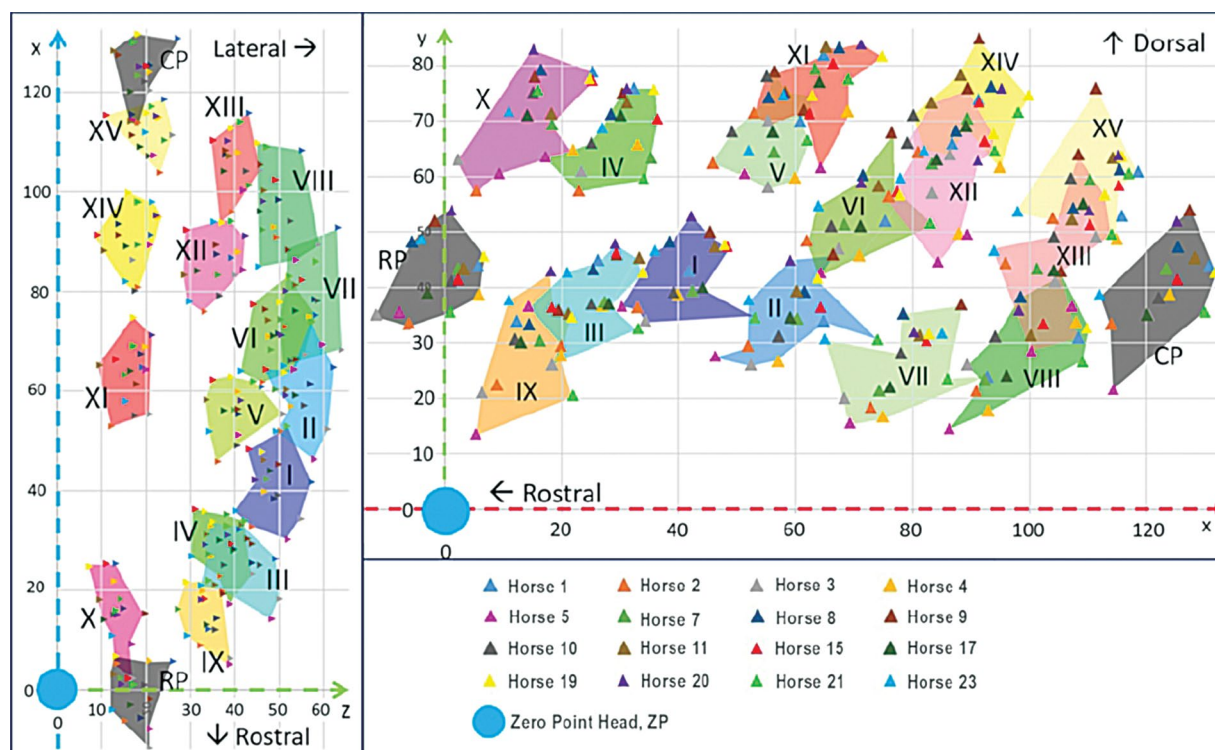 x
Lateral →
CP
120
XV
XIII
VIII
100
XIV
XII
80
VII
VI
XI
60
V
II
I
40
IV
III
20
X
IX
RP
0
0
10
20
30
40
50
60
z
↓ Rostral
y
↑ Dorsal
XI
XIV
80
X
XV
70
IV
V
60
XII
VI
50
RP
I
XIII
40
II
III
30
CP
IX
VII
VIII
20
10
← Rostral
0
x
0
20
40
60
80
100
120
Horse 1 Horse 2 Horse 3 Horse 4
Horse 5 Horse 7 Horse 8 Horse 9
Horse 10 Horse 11 Horse 15 Horse 17
Horse 19 Horse 20 Horse 21 Horse 23
Zero Point Head, ZP